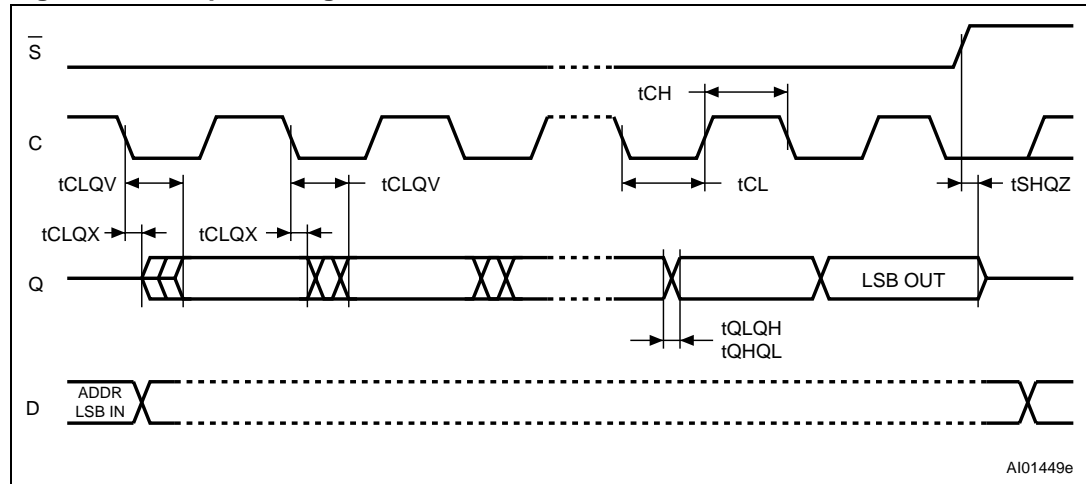 S
tCH
C
tCLQV
tCLQV
tCL
tSHQZ
tCLQX
tCLQX
Q
LSB OUT
tQLQH
tQHQL
D
ADDR
LSB IN
AI01449e